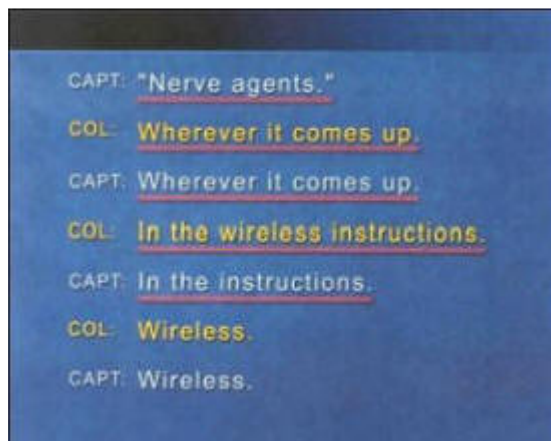 CAPT: "Nerve agents."
COL: Wherever it comes up.
CAPT: Wherever it comes up.
COL: In the wireless instructions.
CAPT: In the instructions.
COL: Wireless.
CAPT: Wireless.